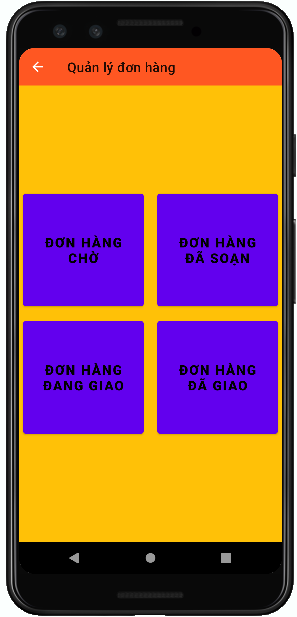 Quản lý đơn hàng
ĐƠN HÀNG
CHỜ
ĐƠN HÀNG
ĐÃ SOẠN
ĐƠN HÀNG
ĐANG GIAO
ĐƠN HÀNG
ĐÃ GIAO